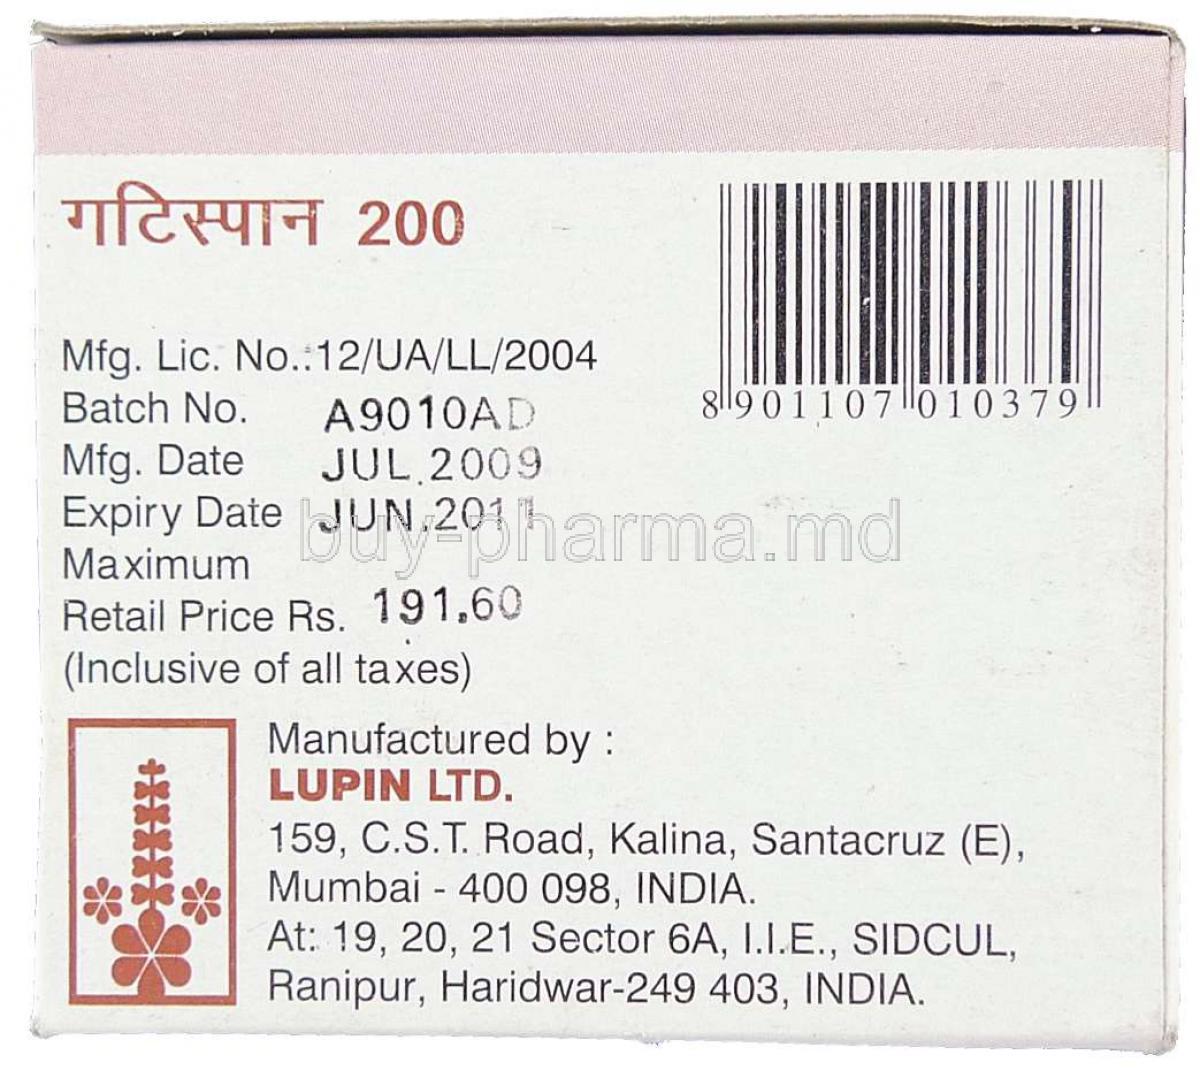 गटिस्पान 200
Mfg. Lic. No.:12/UA/LL/2004
Batch No. A9010AD
Mfg. Date JUL.2009
Expiry Date JUN.2011
Maximum
Retail Price Rs. 191.60
(Inclusive of all taxes)
8 901107 010379
buy-pharma.md
Manufactured by :
LUPIN LTD.
159, C.S.T. Road, Kalina, Santacruz (E),
Mumbai - 400 098, INDIA.
At: 19, 20, 21 Sector 6A, I.I.E., SIDCUL,
Ranipur, Haridwar-249 403, INDIA.